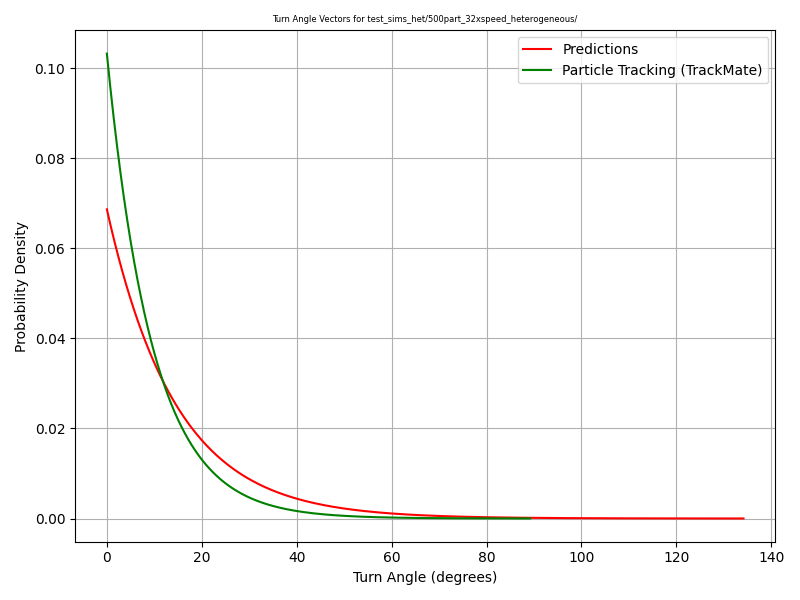 Turn Angle Vectors for test_sims_het/500part_32xspeed_heterogeneous/
Predictions
Particle Tracking (TrackMate)
0.10
0.08
0.06
0.04
0.02
0.00
Probability Density
0 20 40 60 80 100 120 140
Turn Angle (degrees)